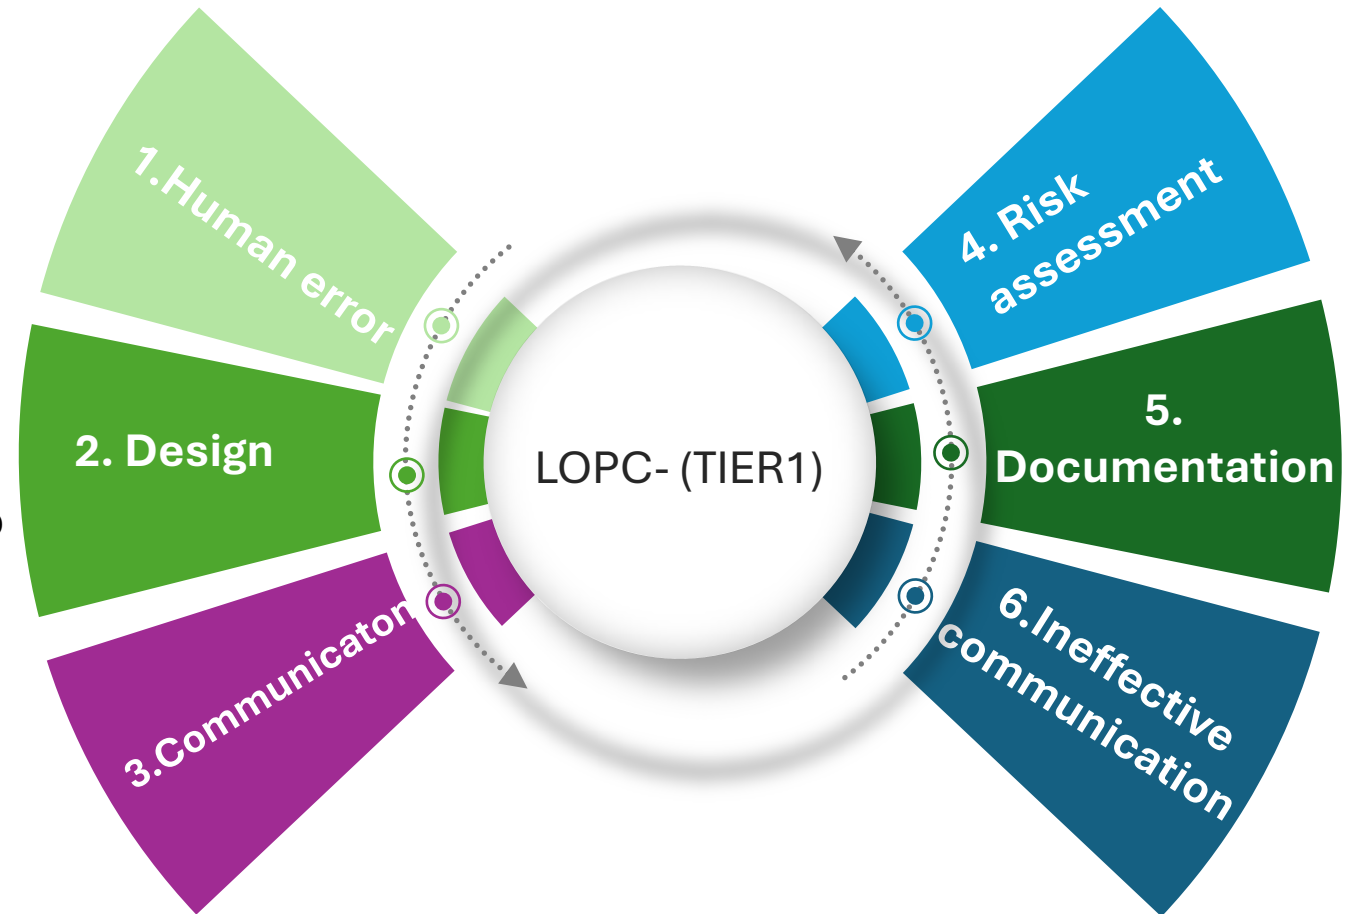 1.Human error
2. Design
3.Communicaton
LOPC- (TIER1)
4. Risk
assessment
5.
Documentation
6.Ineffective
communication